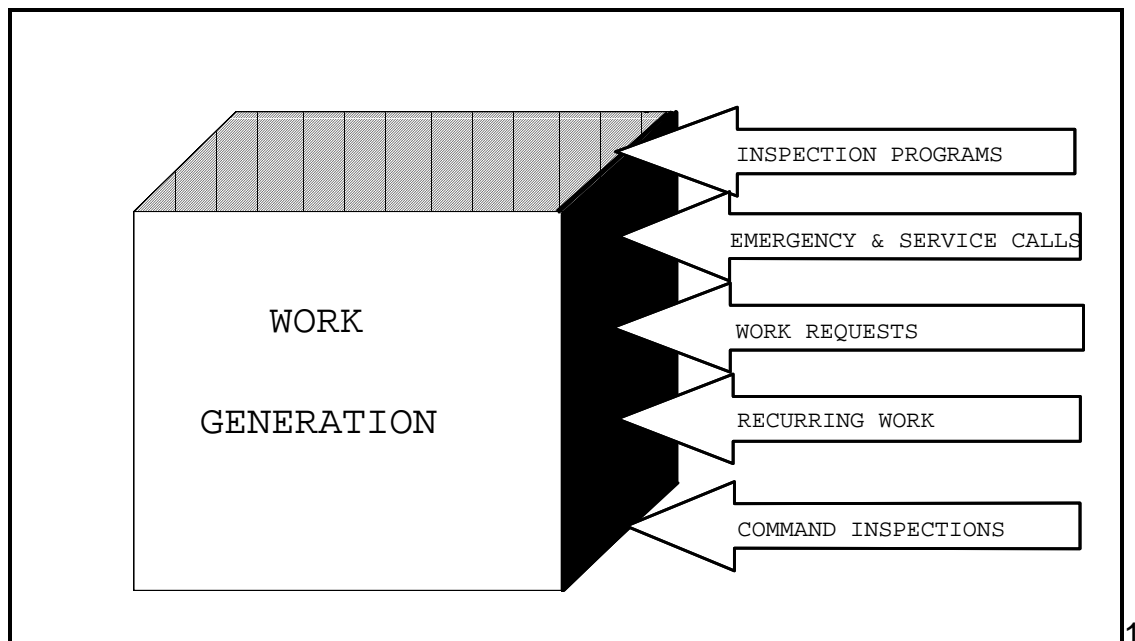 INSPECTION PROGRAMS
EMERGENCY & SERVICE CALLS
WORK
WORK REQUESTS
GENERATION
RECURRING WORK
COMMAND INSPECTIONS
1